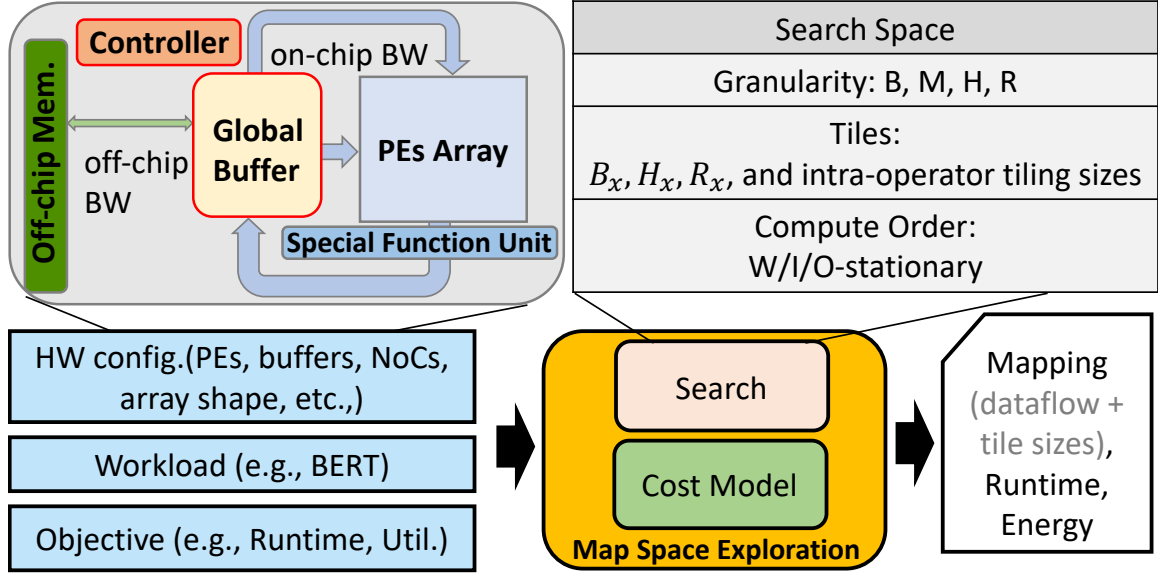 Controller
on-chip BW
Off-chip Mem.
Global
Buffer
PEs Array
off-chip
BW
Special Function Unit
Search Space
Granularity: B, M, H, R
Tiles:
Bₓ, Hₓ, Rₓ, and intra-operator tiling sizes
Compute Order:
W/I/O-stationary
HW config.(PEs, buffers, NoCs,
array shape, etc.,)
Workload (e.g., BERT)
Objective (e.g., Runtime, Util.)
Search
Cost Model
Map Space Exploration
Mapping
(dataflow +
tile sizes),
Runtime,
Energy